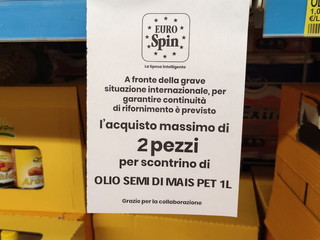 EURO
Spin
La Spesa Intelligente
A fronte della grave
situazione internazionale, per
garantire continuità
di rifornimento è previsto
l'acquisto massimo di
2 pezzi
per scontrino di
OLIO SEMI DI MAIS PET 1L
Grazie per la collaborazione